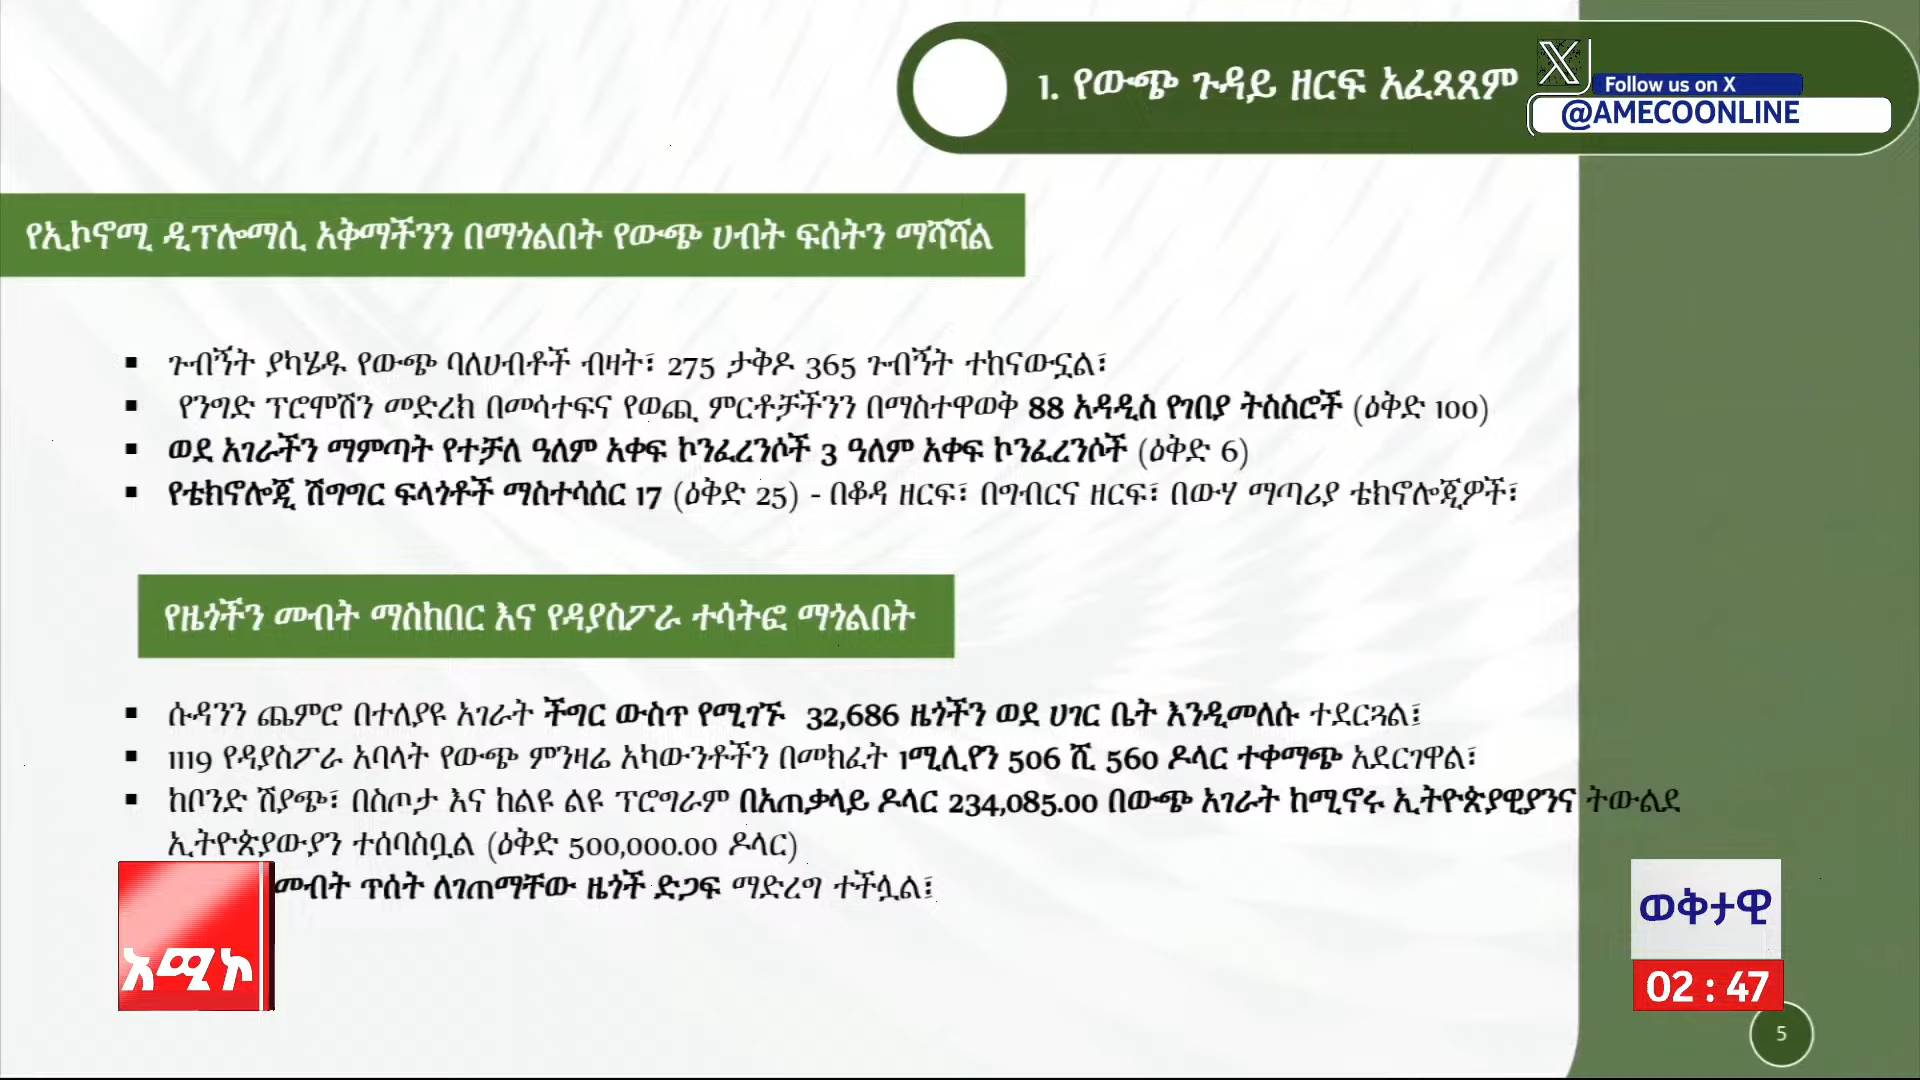 1. የውጭ ጉዳይ ዘርፍ አፈጻጸም
Follow us on X
@AMECOONLINE
የኢኮኖሚ ዲፕሎማሲ አቅማችንን በማጎልበት የውጭ ሀብት ፍሰትን ማሻሻል
▪ ጉብኝት ያካሄዱ የውጭ ባለሀብቶች ብዛት፣ 275 ታቅዶ 365 ጉብኝት ተከናውኗል፣
▪ የንግድ ፕሮሞሽን መድረክ በመሳተፍና የወጪ ምርቶቻችንን በማስተዋወቅ 88 አዳዲስ የገበያ ትስስሮች (ዕቅድ 100)
▪ ወደ አገራችን ማምጣት የተቻለ ዓለም አቀፍ ኮንፈረንሶች 3 ዓለም አቀፍ ኮንፈረንሶች (ዕቅድ 6)
▪ የቴክኖሎጂ ሽግግር ፍላጎቶች ማስተሳሰር 17 (ዕቅድ 25) - በቆዳ ዘርፍ፣ በግብርና ዘርፍ፣ በውሃ ማጣሪያ ቴክኖሎጂዎች፣
የዜጎችን መብት ማስከበር እና የዳያስፖራ ተሳትፎ ማጎልበት
▪ ሱዳንን ጨምሮ በተለያዩ አገራት ችግር ውስጥ የሚገኙ 32,686 ዜጎችን ወደ ሀገር ቤት እንዲመለሱ ተደርጓል፤
▪ 1119 የዳያስፖራ አባላት የውጭ ምንዛሬ አካውንቶችን በመክፈት 1ሚሊየን 506 ሺ 560 ዶላር ተቀማጭ አደርገዋል፣
▪ ከቦንድ ሽያጭ፣ በስጦታ እና ከልዩ ልዩ ፕሮግራም በአጠቃላይ ዶላር 234,085.00 በውጭ አገራት ከሚኖሩ ኢትዮጵያዊያንና ትውልደ
ኢትዮጵያውያን ተሰባስቧል (ዕቅድ 500,000.00 ዶላር)
መብት ጥሰት ለገጠማቸው ዜጎች ድጋፍ ማድረግ ተችሏል፤
አሚኮ
ወቅታዊ
02 : 47
5